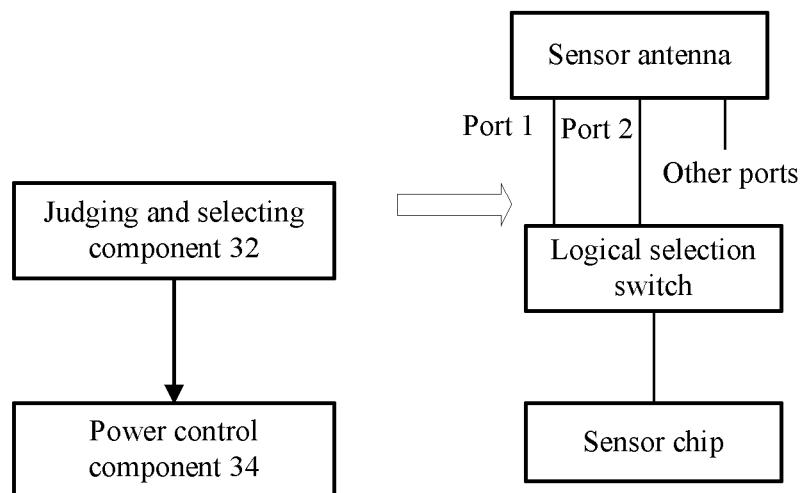 Judging and selecting
component 32
Power control
component 34
Sensor antenna
Port 1
Port 2
Other ports
Logical selection
switch
Sensor chip